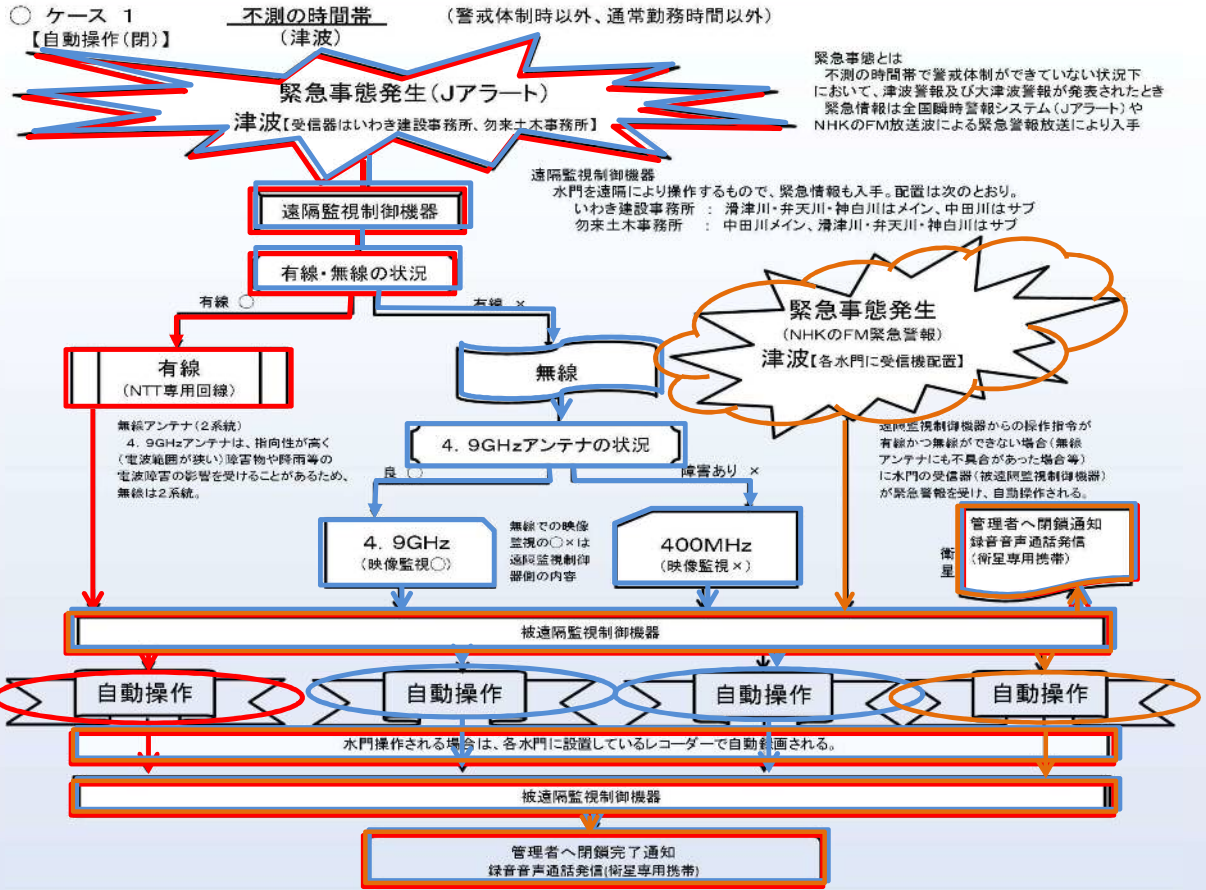 ○ ケース 1 不測の時間帯 (警戒体制時以外、通常勤務時間以外)
【自動操作(閉)】 (津波)
緊急事態発生(Jアラート)
津波【受信器はいわき建設事務所、勿来土木事務所】
緊急事態とは
不測の時間帯で警戒体制ができていない状況下
において、津波警報及び大津波警報が発表されたとき
緊急情報は全国瞬時警報システム(Jアラート)や
NHKのFM放送波による緊急警報放送により入手
遠隔監視制御機器
水門を遠隔により操作するもので、緊急情報も入手。配置は次のとおり。
いわき建設事務所 : 滑津川・弁天川・神白川はメイン、中田川はサブ
勿来土木事務所 : 中田川メイン、滑津川・弁天川・神白川はサブ
遠隔監視制御機器
有線・無線の状況
有線 ○
有線 ×
緊急事態発生
(NHKのFM緊急警報)
津波【各水門に受信機配置】
有線
(NTT専用回線)
無線
無線アンテナ(2系統)
4.9GHzアンテナは、指向性が高く
(電波範囲が狭い)障害物や降雨等の
電波障害の影響を受けることがあるため、
無線は2系統。
4.9GHzアンテナの状況
良 ○
障害あり ×
遠隔監視制御機器からの操作指令が
有線かつ無線ができない場合(無線
アンテナにも不具合があった場合等)
に水門の受信器(被遠隔監視制御機器)
が緊急警報を受け、自動操作される。
4.9GHz
(映像監視○)
無線での映像
監視の○×は
遠隔監視制御
器側の内容
400MHz
(映像監視×)
衛
星
管理者へ閉鎖通知
録音音声通話発信
(衛星専用携帯)
被遠隔監視制御機器
自動操作
自動操作
自動操作
自動操作
水門操作される場合は、各水門に設置しているレコーダーで自動録画される。
被遠隔監視制御機器
管理者へ閉鎖完了通知
録音音声通話発信(衛星専用携帯)